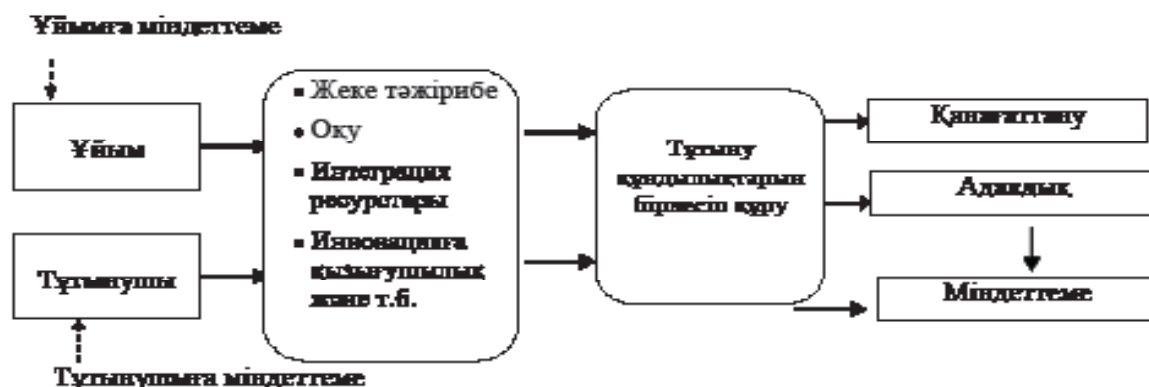 Ұйымға міндеттеме
Ұйым
Тұтынушы
Тұтынушыға міндеттеме
▪ Жеке тәжірибе
• Оқу
▪ Интеграция
ресурстары
▪ Инновацияға
қызығушылық
және т.б.
Тұтыну
құндылықтарын
бірлесіп құру
Қанағаттану
Адалдық
Міндеттеме